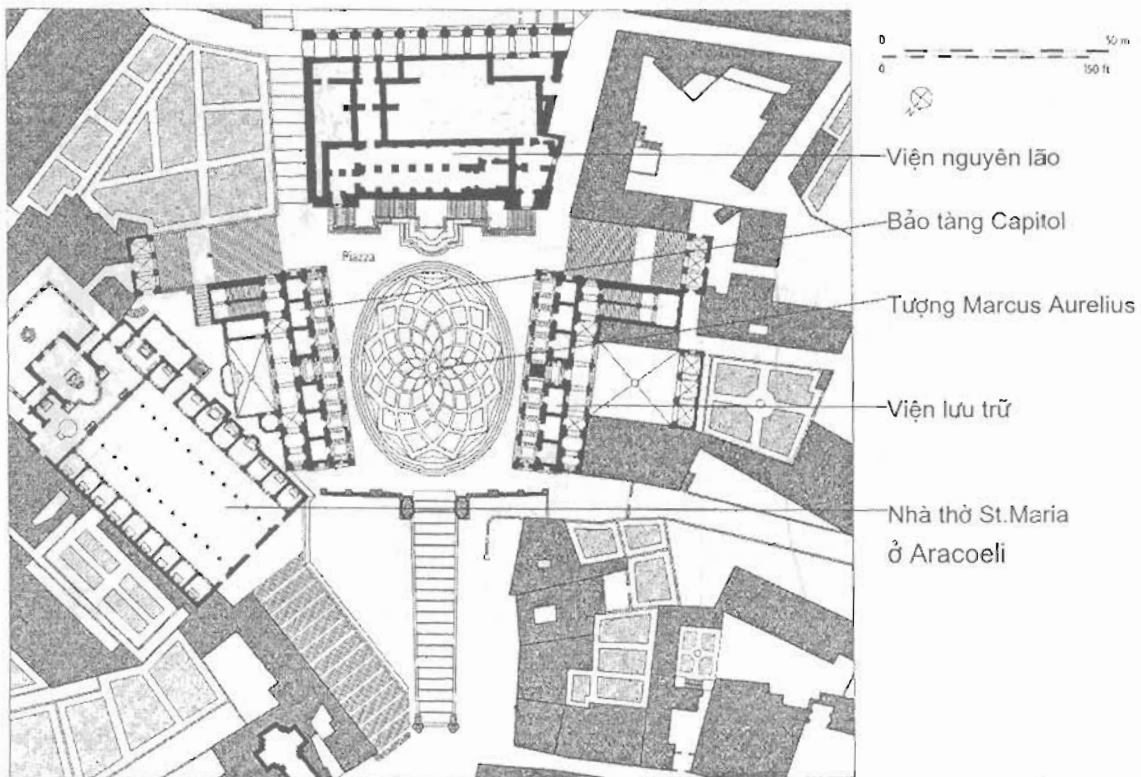 0 50 m
0 150 ft
Viện nguyên lão
Bảo tàng Capitol
Piazza
Tượng Marcus Aurelius
Viện lưu trữ
Nhà thờ St.Maria
ở Aracoeli